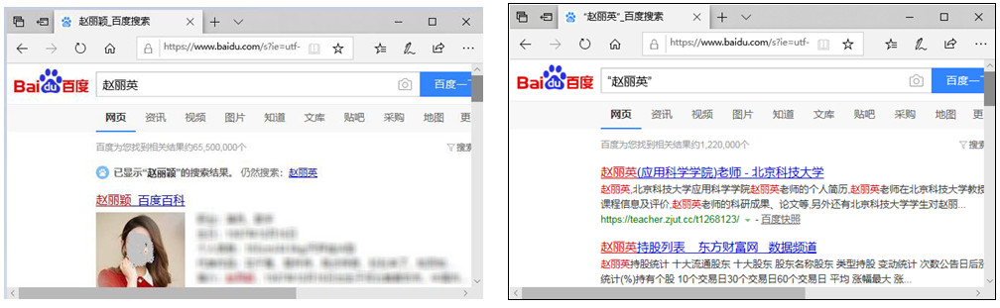 赵丽颖_百度搜索
https://www.baidu.com/s?ie=utf-
Bai du 百度
赵丽英
百度一
网页 资讯 视频 图片 知道 文库 贴吧 采购 地图 更
百度为您找到相关结果约65,500,000个
搜索
已显示“赵丽颖”的搜索结果。 仍然搜索：赵丽英
赵丽颖_百度百科
"赵丽英"_百度搜索
https://www.baidu.com/s?ie=utf-
Bai du 百度
"赵丽英"
百度一
网页 资讯 视频 图片 知道 文库 贴吧 采购 地图 更
百度为您找到相关结果约1,220,000个
搜索
赵丽英(应用科学学院)老师 - 北京科技大学
赵丽英,北京科技大学应用科学学院赵丽英老师的个人简历,赵丽英老师在北京科技大学教授
课程信息及评价,赵丽英老师的科研成果、论文等,另外还有北京科技大学学生对赵丽...
https://teacher.zjut.cc/t1268123/ - 百度快照
赵丽英持股列表__东方财富网__数据频道
赵丽英持股统计 十大流通股东 十大股东 股东名称股东 类型持股 变动统计 次数公告日后涨
统计(%)持有个股 10个交易日30个交易日60个交易日 平均 涨幅最大 涨...